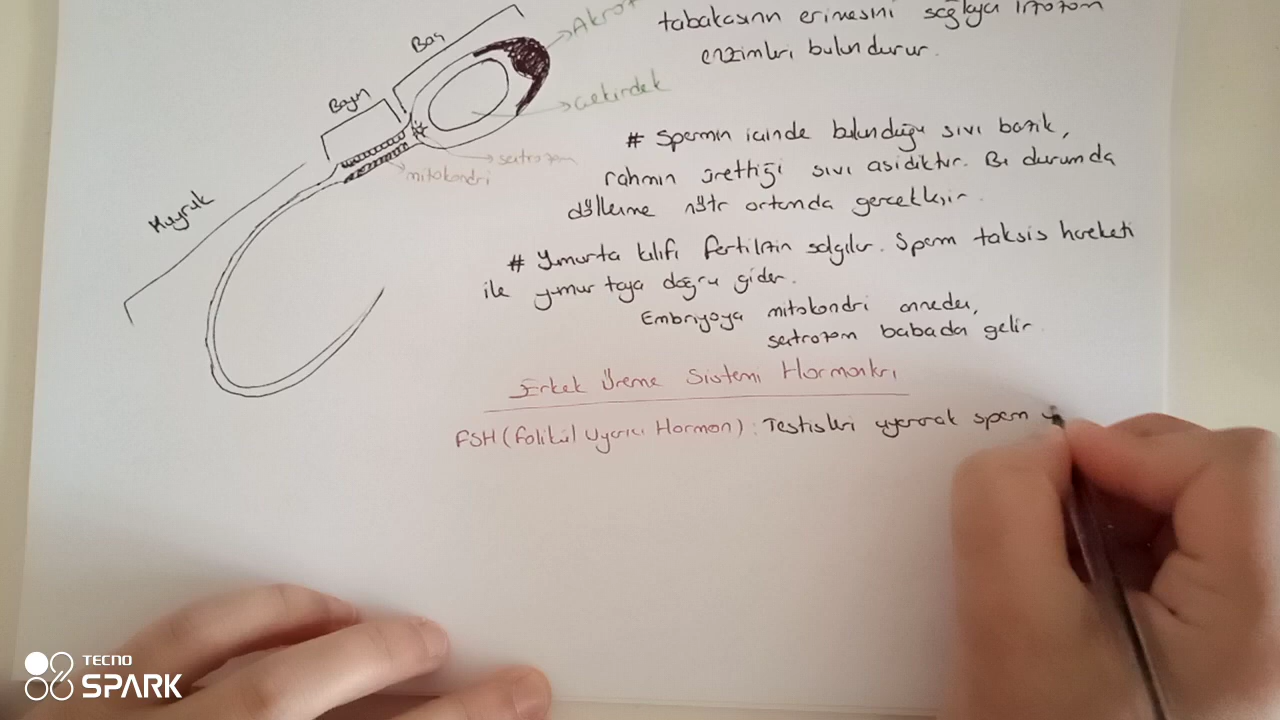 tabakasının erimesini sağlayan lizozom
enzimleri bulundurur.
Baş
Akro
Boyun
Çekirdek
# Spermin içinde bulunduğu sıvı bazik,
rahmin ürettiği sıvı asidiktir. Bu durumda
döllenme nötr ortamda gerçekleşir.
sentrozom
mitokondri
Kuyruk
# Yumurta kılıfı fertilizin salgılar. Sperm taksis hareketi
ile yumurtaya doğru gider.
Embriyoya mitokondri anneden,
sentrozom babadan gelir
Erkek Üreme Sistemi Hormonları
FSH (Folikül Uyarıcı Hormon) : Testisleri uyararak sperm
TECNO
SPARK